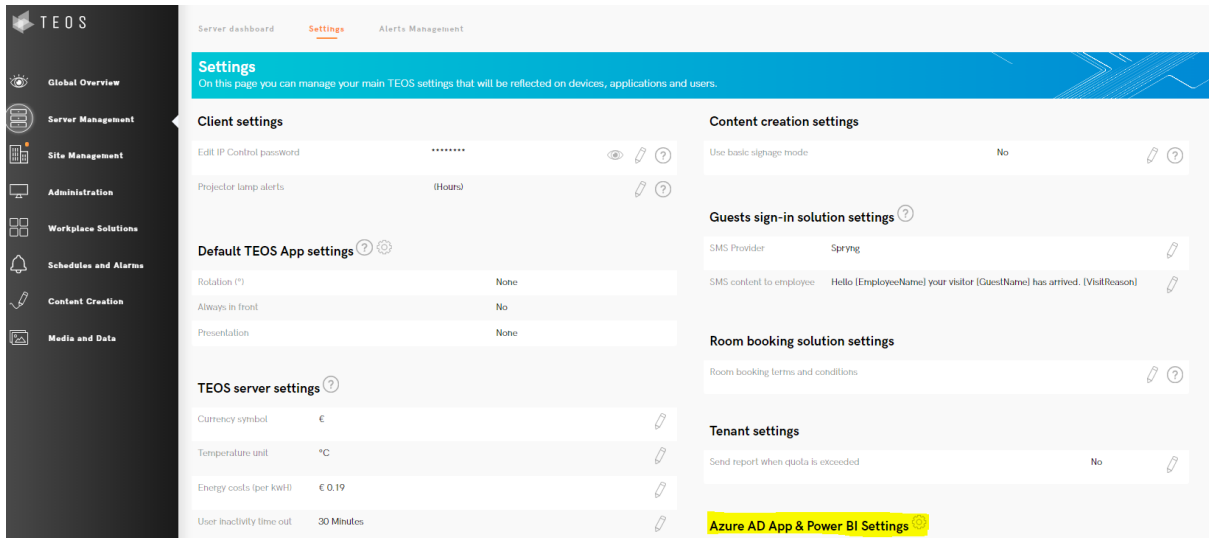 TEOS
Global Overview
Server Management
Site Management
Administration
Workplace Solutions
Schedules and Alarms
Content Creation
Media and Data
Server dashboard Settings Alerts Management
Settings
On this page you can manage your main TEOS settings that will be reflected on devices, applications and users.
Client settings
Edit IP Control password ********
Projector lamp alerts (Hours)
Default TEOS App settings ?
Rotation (°) None
Always in front No
Presentation None
TEOS server settings ?
Currency symbol €
Temperature unit °C
Energy costs (per kwH) € 0.19
User inactivity time out 30 Minutes
Content creation settings
Use basic signage mode No
Guests sign-in solution settings ?
SMS Provider Spryng
SMS content to employee Hello [EmployeeName] your visitor [GuestName] has arrived. [VisitReason]
Room booking solution settings
Room booking terms and conditions
Tenant settings
Send report when quota is exceeded No
Azure AD App & Power BI Settings